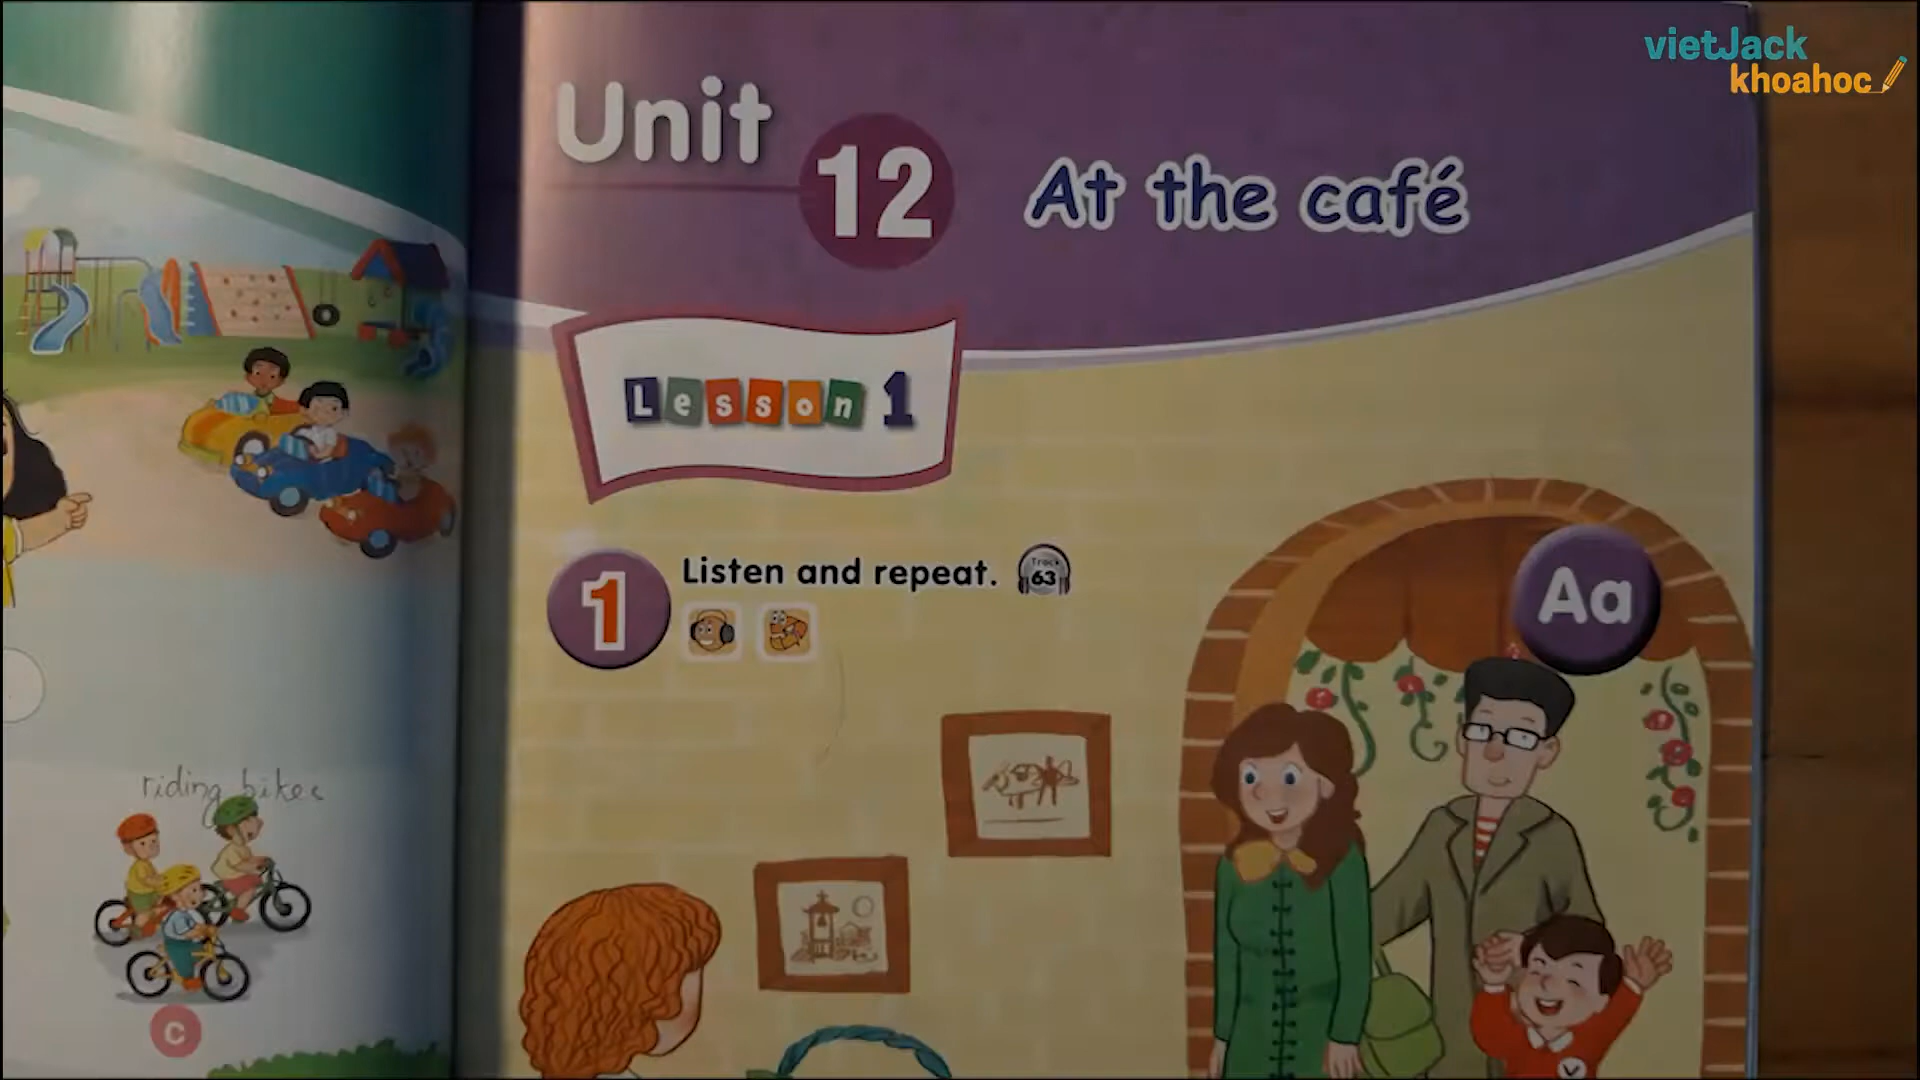 vietJack
khoahoc
Unit 12 At the café
Lesson 1
1 Listen and repeat. Track 63
Aa
riding bikes
c